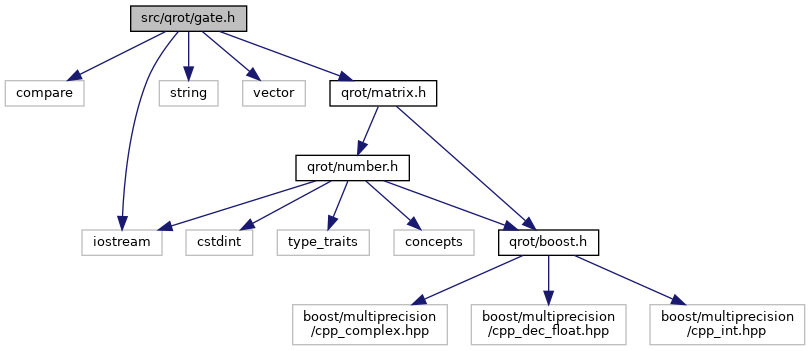 src/qrot/gate.h
compare
string
vector
qrot/matrix.h
qrot/number.h
iostream
cstdint
type_traits
concepts
qrot/boost.h
boost/multiprecision
/cpp_complex.hpp
boost/multiprecision
/cpp_dec_float.hpp
boost/multiprecision
/cpp_int.hpp